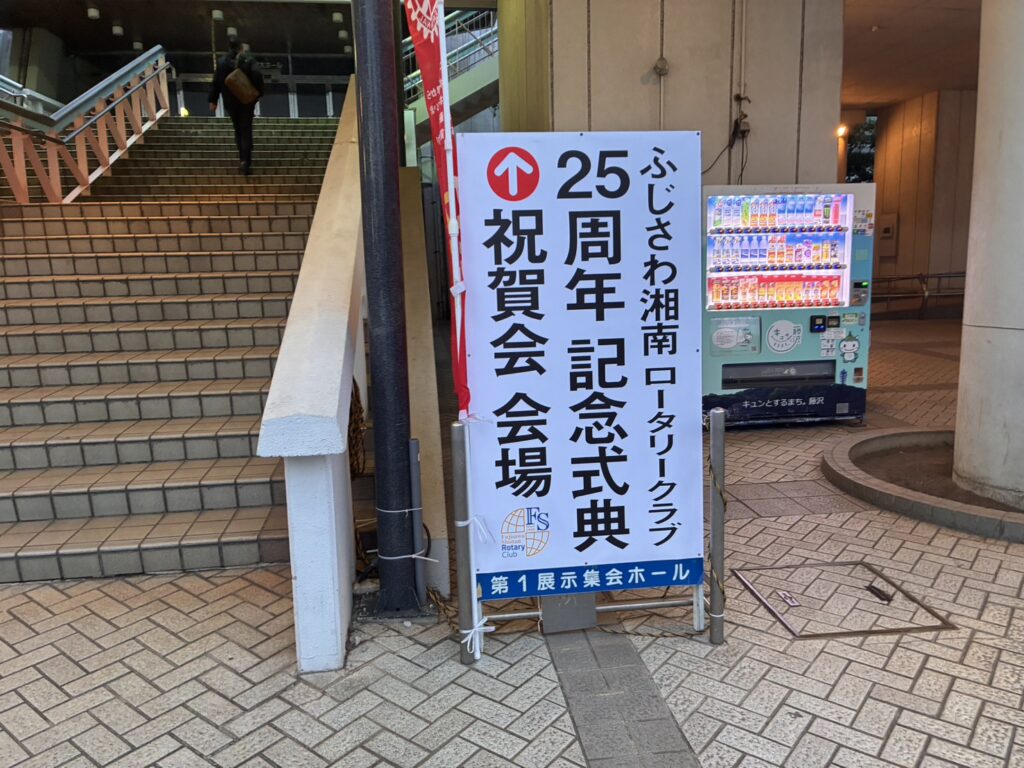 ふじさわ湘南 ロータリークラブ
25周年 記念式典
祝賀会 会場
FS
Fujisawa
Shonan
Rotary
Club
第1展示集会ホール
キュンとするまち。藤沢